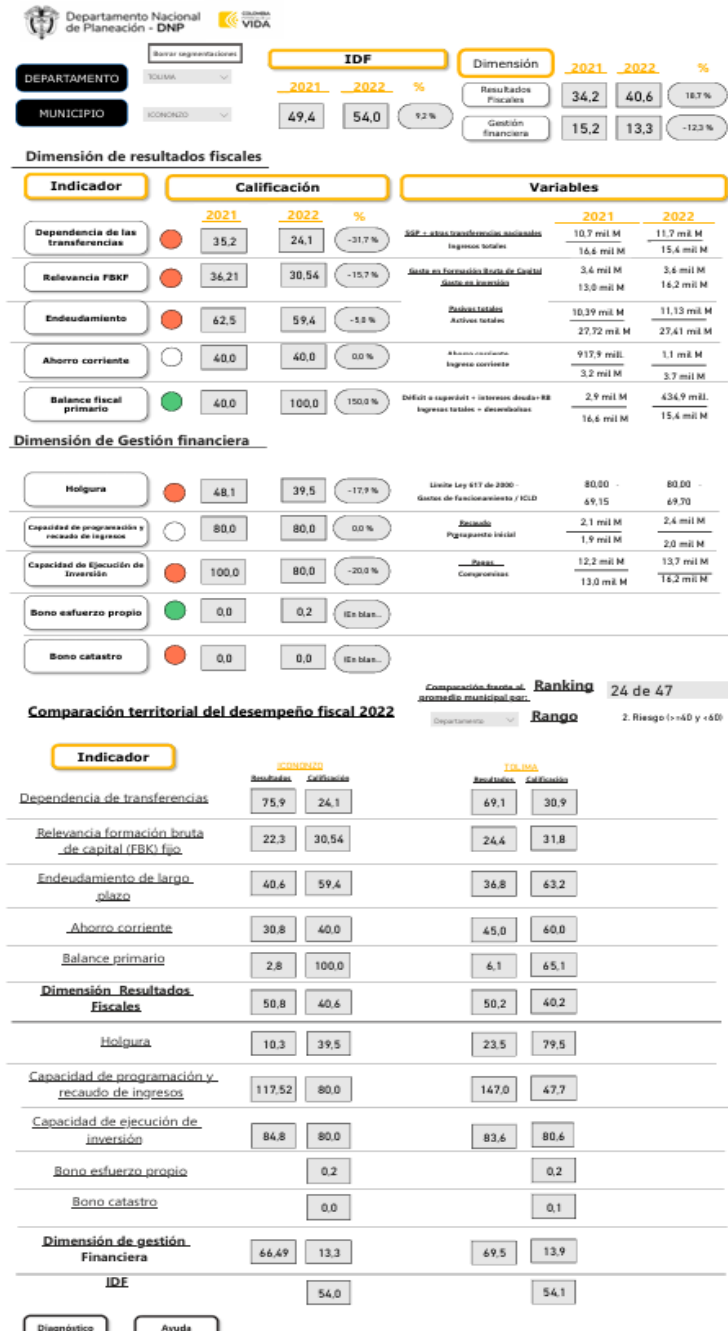 Departamento Nacional
de Planeación - DNP
COLOMBIA
VIDA
Borrar segmentaciones
DEPARTAMENTO
TOLIMA
MUNICIPIO
ICONONZO
IDF
2021 2022 %
49,4 54,0 9,2 %
Dimensión 2021 2022 %
Resultados Fiscales 34,2 40,6 18,7 %
Gestión financiera 15,2 13,3 -12,3 %
Dimensión de resultados fiscales
Indicador Calificación Variables
2021 2022 % 2021 2022
Dependencia de las transferencias 35,2 24,1 -31,7 % SGP + otras transferencias nacionales 10,7 mil M 11,7 mil M
Ingresos totales 16,6 mil M 15,4 mil M
Relevancia FBKF 36,21 30,54 -15,7 % Gasto en Formación Bruta de Capital 3,4 mil M 3,6 mil M
Gasto en inversión 13,0 mil M 16,2 mil M
Endeudamiento 62,5 59,4 -5,0 % Pasivos totales 10,39 mil M 11,13 mil M
Activos totales 27,72 mil M 27,41 mil M
Ahorro corriente 40,0 40,0 0,0 % Ahorro corriente 917,9 mill. 1,1 mil M
Ingreso corriente 3,2 mil M 3,7 mil M
Balance fiscal primario 40,0 100,0 150,0 % Déficit o superávit + intereses deuda+RB 2,9 mil M 434,9 mill.
Ingresos totales + desembolsos 16,6 mil M 15,4 mil M
Dimensión de Gestión financiera
Holgura 48,1 39,5 -17,9 % Límite Ley 617 de 2000 - 80,00 - 80,00 -
Gastos de funcionamiento / ICLD 69,15 69,70
Capacidad de programación y recaudo de ingresos 80,0 80,0 0,0 % Recaudo 2,1 mil M 2,4 mil M
Presupuesto inicial 1,9 mil M 2,0 mil M
Capacidad de Ejecución de Inversión 100,0 80,0 -20,0 % Pagos 12,2 mil M 13,7 mil M
Compromisos 13,0 mil M 16,2 mil M
Bono esfuerzo propio 0,0 0,2 (En blan...
Bono catastro 0,0 0,0 (En blan...
Comparación frente al promedio municipal por: Ranking 24 de 47
Comparación territorial del desempeño fiscal 2022 Departamento Rango 2. Riesgo (>=40 y <60)
Indicador ICONONZO TOLIMA
Resultados Calificación Resultados Calificación
Dependencia de transferencias 75,9 24,1 69,1 30,9
Relevancia formación bruta
de capital (FBK) fijo 22,3 30,54 24,4 31,8
Endeudamiento de largo
plazo 40,6 59,4 36,8 63,2
Ahorro corriente 30,8 40,0 45,0 60,0
Balance primario 2,8 100,0 6,1 65,1
Dimensión Resultados
Fiscales 50,8 40,6 50,2 40,2
Holgura 10,3 39,5 23,5 79,5
Capacidad de programación y
recaudo de ingresos 117,52 80,0 147,0 47,7
Capacidad de ejecución de
inversión 84,8 80,0 83,6 80,6
Bono esfuerzo propio 0,2 0,2
Bono catastro 0,0 0,1
Dimensión de gestión
Financiera 66,49 13,3 69,5 13,9
IDF 54,0 54,1
Diagnóstico Ayuda